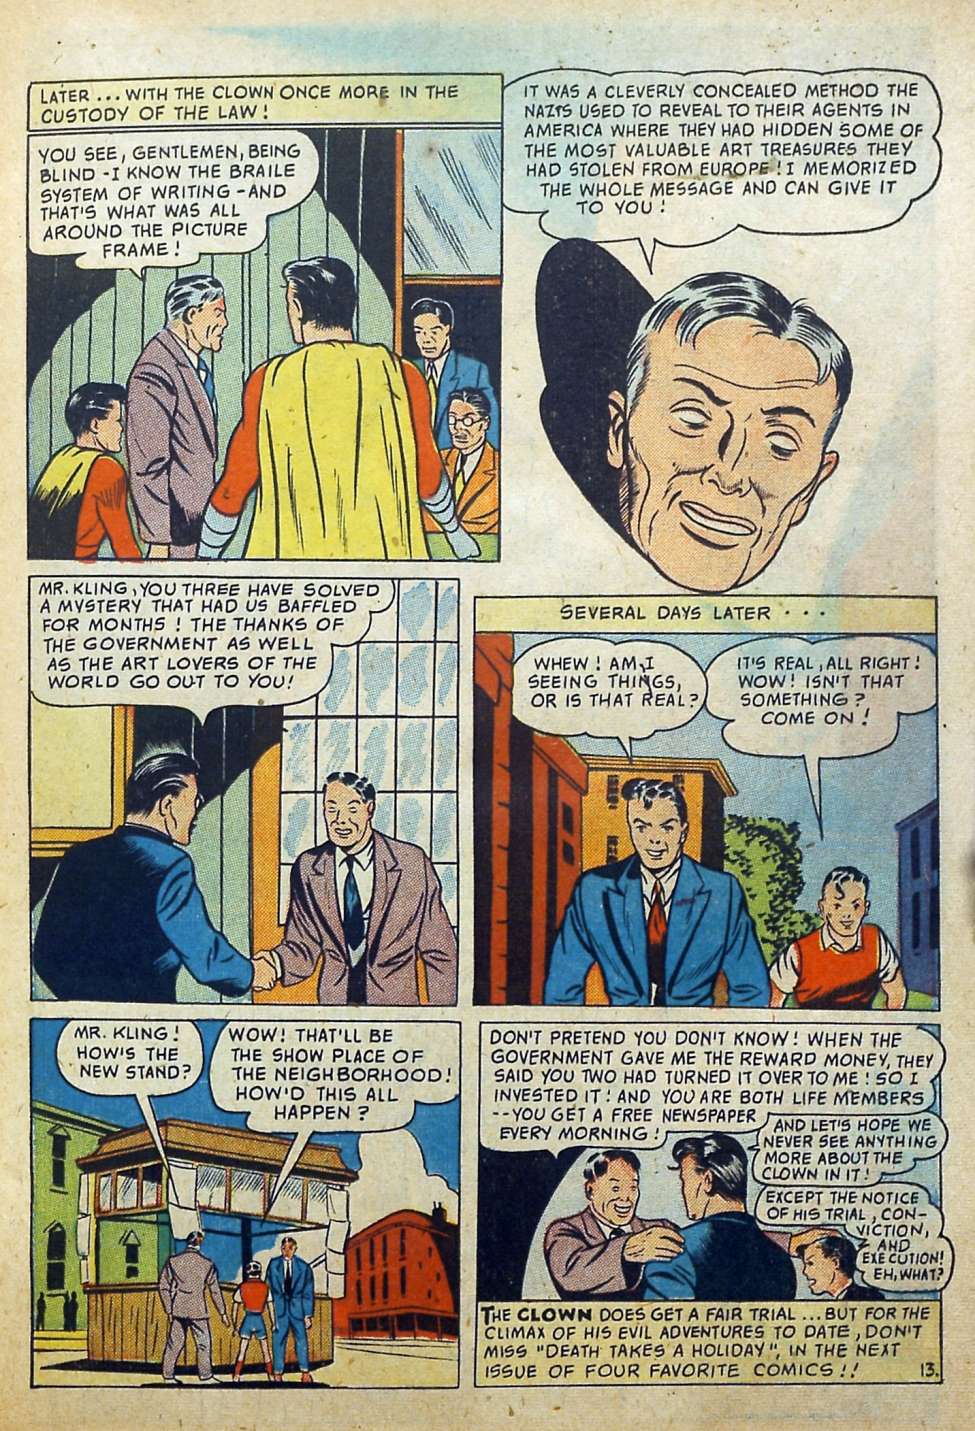 LATER...WITH THE CLOWN ONCE MORE IN THE
CUSTODY OF THE LAW!
YOU SEE, GENTLEMEN, BEING
BLIND -I KNOW THE BRAILE
SYSTEM OF WRITING -AND
THAT'S WHAT WAS ALL
AROUND THE PICTURE
FRAME!
IT WAS A CLEVERLY CONCEALED METHOD THE
NAZIS USED TO REVEAL TO THEIR AGENTS IN
AMERICA WHERE THEY HAD HIDDEN SOME OF
THE MOST VALUABLE ART TREASURES THEY
HAD STOLEN FROM EUROPE! I MEMORIZED
THE WHOLE MESSAGE AND CAN GIVE IT
TO YOU!
MR. KLING, YOU THREE HAVE SOLVED
A MYSTERY THAT HAD US BAFFLED
FOR MONTHS! THE THANKS OF
THE GOVERNMENT AS WELL
AS THE ART LOVERS OF THE
WORLD GO OUT TO YOU!
SEVERAL DAYS LATER ...
WHEW! AM I
SEEING THINGS,
OR IS THAT REAL?
IT'S REAL, ALL RIGHT!
WOW! ISN'T THAT
SOMETHING?
COME ON!
MR. KLING!
HOW'S THE
NEW STAND?
WOW! THAT'LL BE
THE SHOW PLACE OF
THE NEIGHBORHOOD!
HOW'D THIS ALL
HAPPEN?
DON'T PRETEND YOU DON'T KNOW! WHEN THE
GOVERNMENT GAVE ME THE REWARD MONEY, THEY
SAID YOU TWO HAD TURNED IT OVER TO ME! SO I
INVESTED IT! AND YOU ARE BOTH LIFE MEMBERS
--YOU GET A FREE NEWSPAPER
EVERY MORNING!
AND LET'S HOPE WE
NEVER SEE ANYTHING
MORE ABOUT THE
CLOWN IN IT!
EXCEPT THE NOTICE
OF HIS TRIAL, CON-
VICTION,
AND
EXECUTION!
EH, WHAT?
THE CLOWN DOES GET A FAIR TRIAL...BUT FOR THE
CLIMAX OF HIS EVIL ADVENTURES TO DATE, DON'T
MISS "DEATH TAKES A HOLIDAY", IN THE NEXT
ISSUE OF FOUR FAVORITE COMICS!!
13.